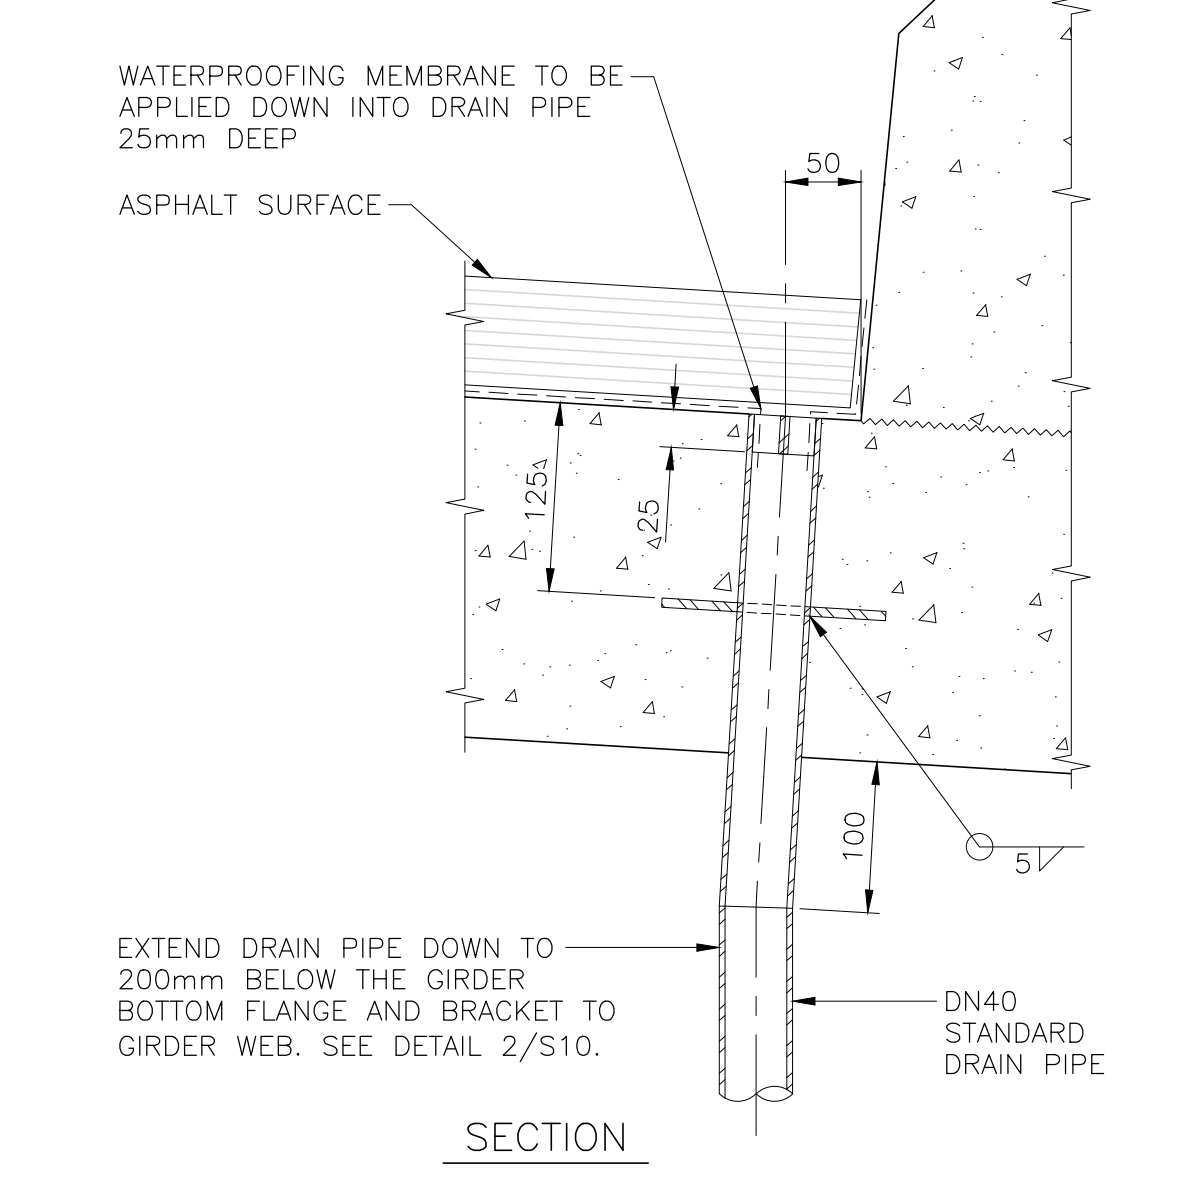 WATERPROOFING MEMBRANE TO BE
APPLIED DOWN INTO DRAIN PIPE
25mm DEEP
50
ASPHALT SURFACE
125
25
100
5
EXTEND DRAIN PIPE DOWN TO
200mm BELOW THE GIRDER
BOTTOM FLANGE AND BRACKET TO
GIRDER WEB. SEE DETAIL 2/S10.
DN40
STANDARD
DRAIN PIPE
SECTION